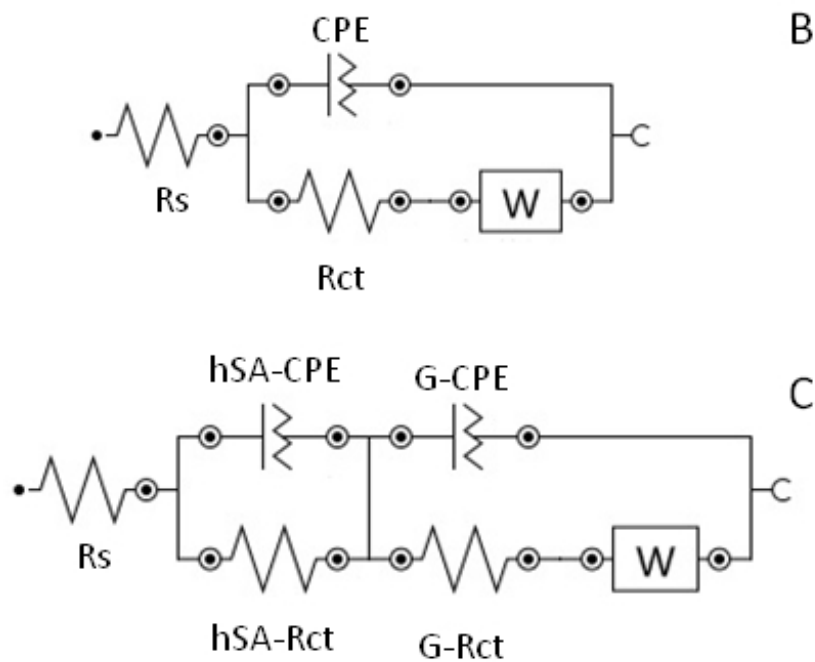 CPE
B
Rs
W
Rct
hSA-CPE
G-CPE
C
Rs
W
hSA-Rct
G-Rct